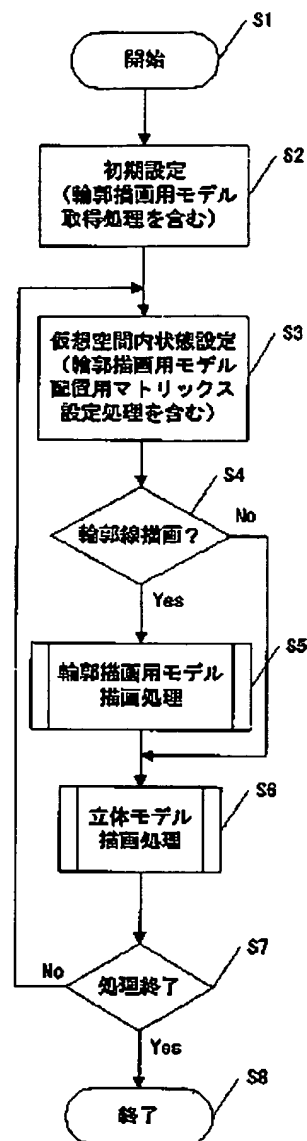 S1
開始
S2
初期設定
(輪郭描画用モデル
取得処理を含む)
S3
仮想空間内状態設定
(輪郭描画用モデル
配置用マトリックス
設定処理を含む)
S4
輪郭線描画?
No
Yes
S5
輪郭描画用モデル
描画処理
S6
立体モデル
描画処理
S7
処理終了
No
Yes
S8
終了